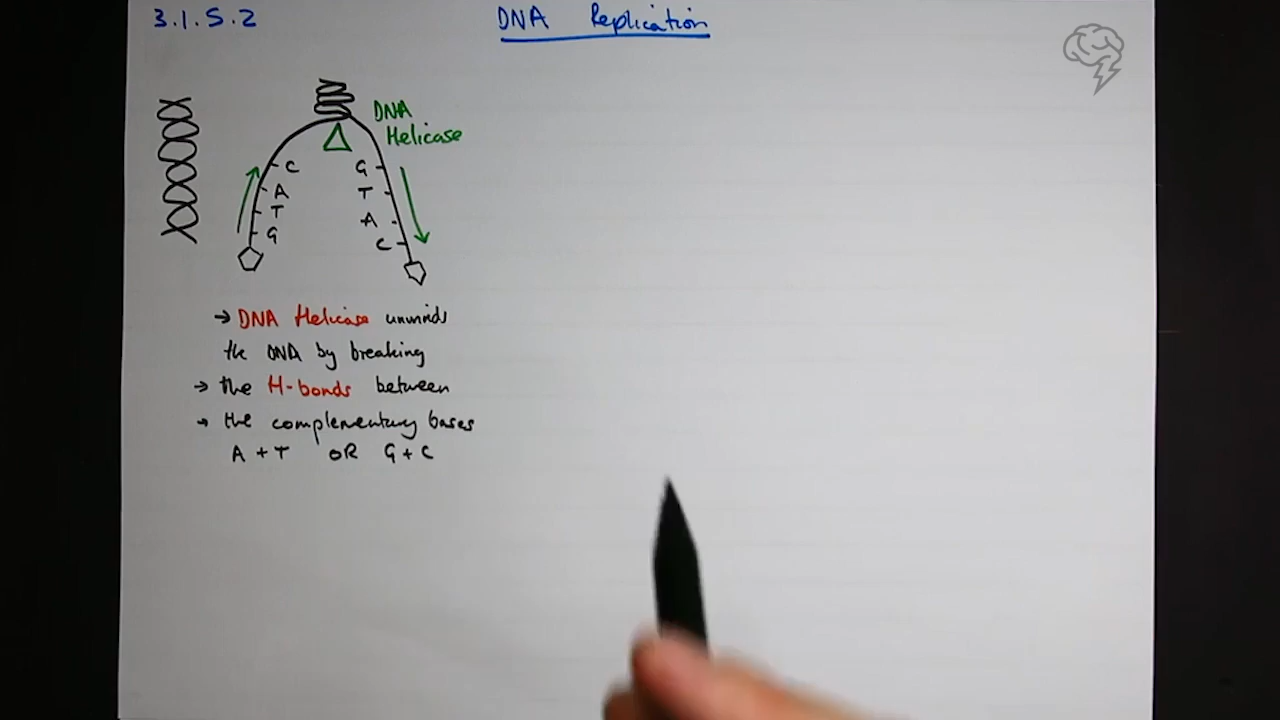 3.1.5.2 DNA Replication
DNA
Helicase
C G
A T
T A
G C
→ DNA Helicase unwinds
the DNA by breaking
→ the H-bonds between
→ the complementary bases
A + T OR G + C